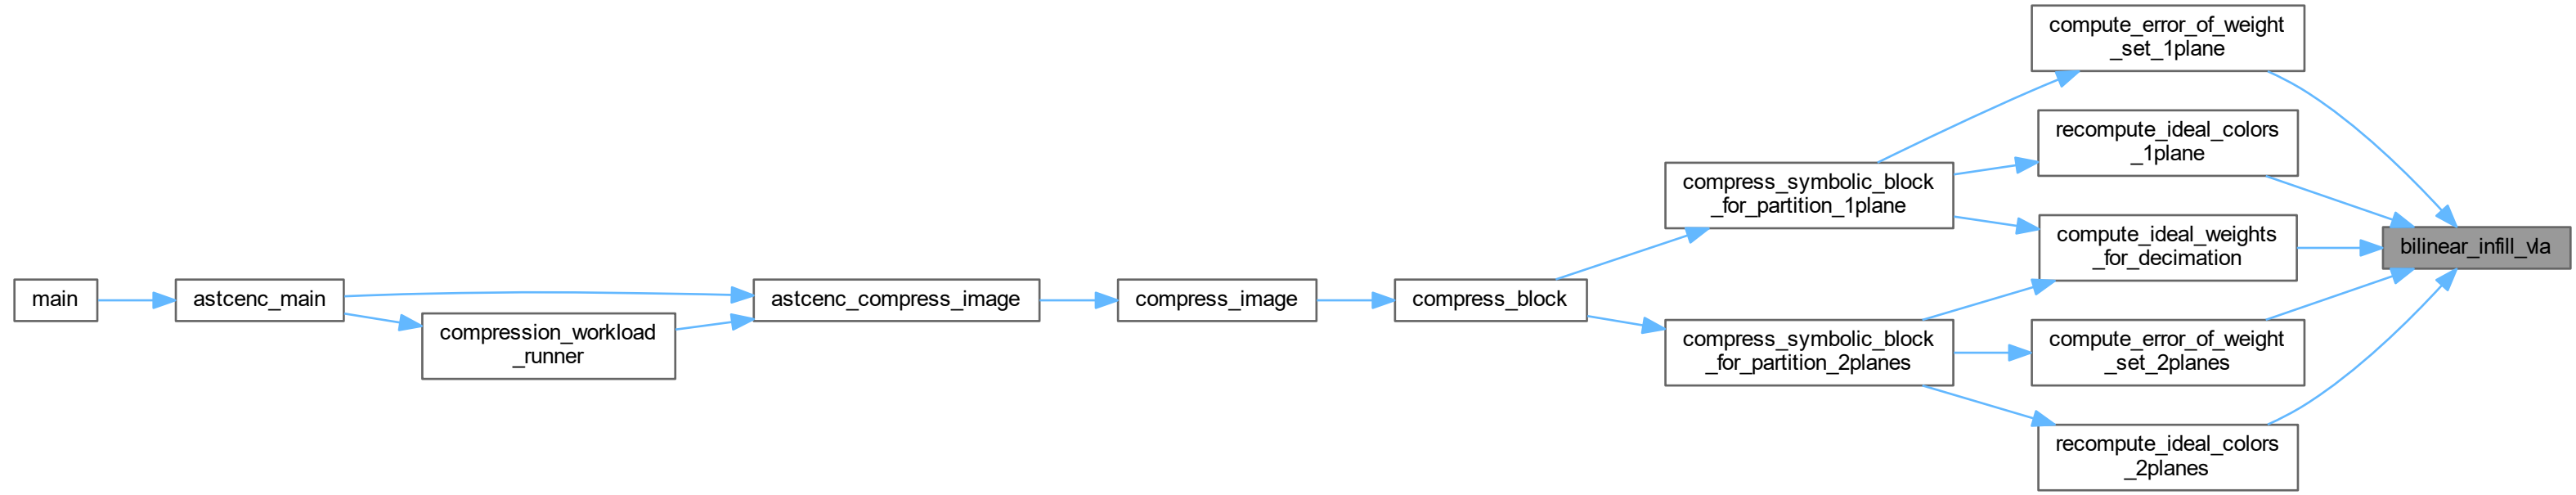 main
astcenc_main
compression_workload
_runner
astcenc_compress_image
compress_image
compress_block
compress_symbolic_block
_for_partition_1plane
compress_symbolic_block
_for_partition_2planes
compute_error_of_weight
_set_1plane
recompute_ideal_colors
_1plane
compute_ideal_weights
_for_decimation
compute_error_of_weight
_set_2planes
recompute_ideal_colors
_2planes
bilinear_infill_vla